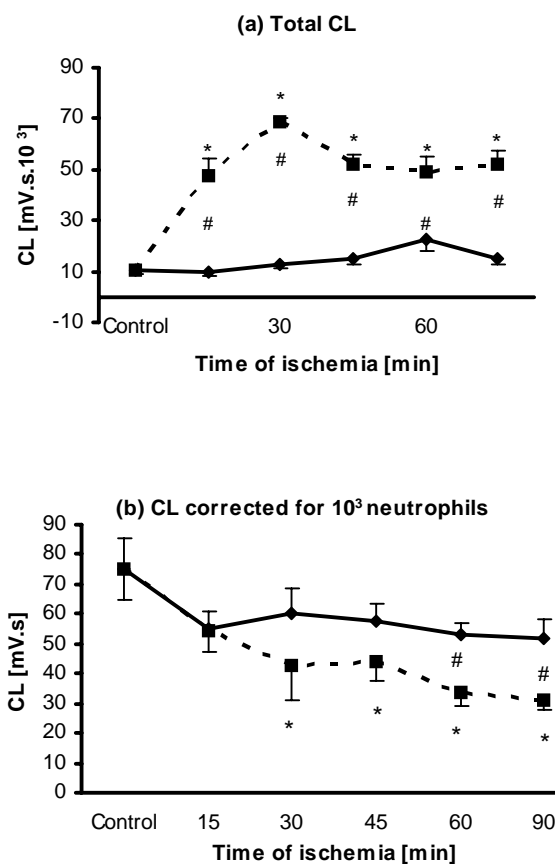 (a) Total CL
90
70
50
30
10
-10
CL [mV.s.10 3]
* * * * *
# # # # #
Control 30 60
Time of ischemia [min]
(b) CL corrected for 10³ neutrophils
90
80
70
60
50
40
30
20
10
0
CL [mV.s]
# #
* * * *
Control 15 30 45 60 90
Time of ischemia [min]